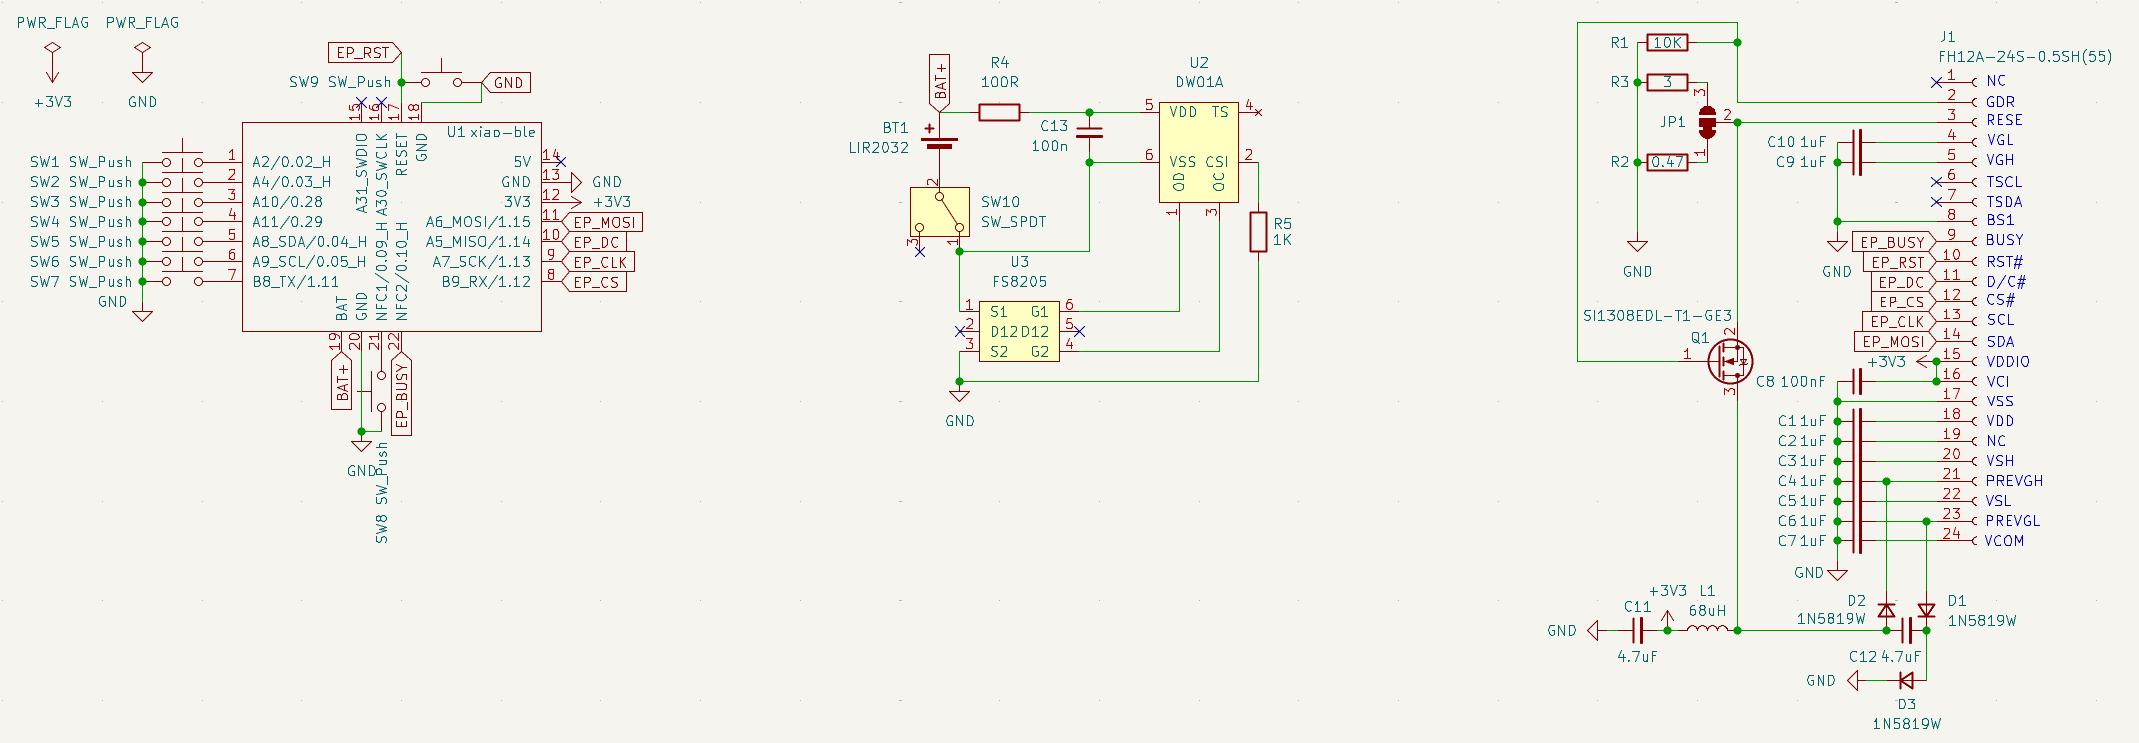 PWR_FLAG
+3V3
PWR_FLAG
GND
EP_RST
SW9 SW_Push
GND
15 16 17 18
U1 xiao-ble
A31_SWDIO
A30_SWCLK
RESET
GND
SW1 SW_Push 1 A2/0.02_H
SW2 SW_Push 2 A4/0.03_H
SW3 SW_Push 3 A10/0.28
SW4 SW_Push 4 A11/0.29
SW5 SW_Push 5 A8_SDA/0.04_H
SW6 SW_Push 6 A9_SCL/0.05_H
SW7 SW_Push 7 B8_TX/1.11
GND
5V 14
GND 13 GND
3V3 12 +3V3
A6_MOSI/1.15 11 EP_MOSI
A5_MISO/1.14 10 EP_DC
A7_SCK/1.13 9 EP_CLK
B9_RX/1.12 8 EP_CS
BAT
GND
NFC1/0.09_H
NFC2/0.10_H
19 20 21 22
BAT+
EP_BUSY
GND
SW8 SW_Push
BAT+
R4
100R
BT1
LIR2032
C13
100n
U2
DW01A
5 VDD TS 4
6 VSS CSI 2
OD OC
1 3
2
SW10
SW_SPDT
3 1
R5
1K
U3
FS8205
1 S1 G1 6
2 D12 D12 5
3 S2 G2 4
GND
R1 10K
R3 3
3
JP1 2
1
R2 0.47
GND
SI1308EDL-T1-GE3
Q1
2
1
3
J1
FH12A-24S-0.5SH(55)
1 NC
2 GDR
3 RESE
C10 1uF 4 VGL
C9 1uF 5 VGH
6 TSCL
7 TSDA
8 BS1
GND
EP_BUSY 9 BUSY
EP_RST 10 RST#
EP_DC 11 D/C#
EP_CS 12 CS#
EP_CLK 13 SCL
EP_MOSI 14 SDA
+3V3 15 VDDIO
C8 100nF 16 VCI
17 VSS
C1 1uF 18 VDD
C2 1uF 19 NC
C3 1uF 20 VSH
C4 1uF 21 PREVGH
C5 1uF 22 VSL
C6 1uF 23 PREVGL
C7 1uF 24 VCOM
GND
GND
C11
4.7uF
+3V3
L1
68uH
D2
1N5819W
D1
1N5819W
C12 4.7uF
GND
D3
1N5819W